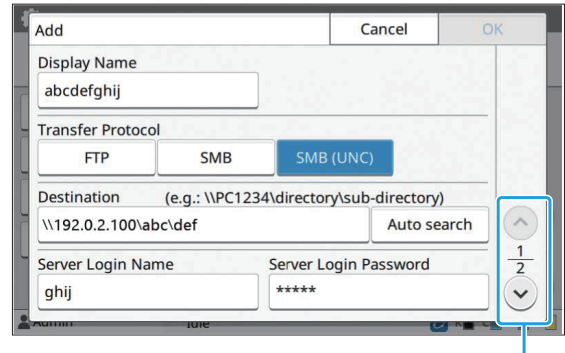 Add Cancel OK
Display Name
abcdefghij
Transfer Protocol
FTP SMB SMB (UNC)
Destination (e.g.: \\PC1234\directory\sub-directory)
\\192.0.2.100\abc\def Auto search
1
2
Server Login Name Server Login Password
ghij *****
Admin Idle